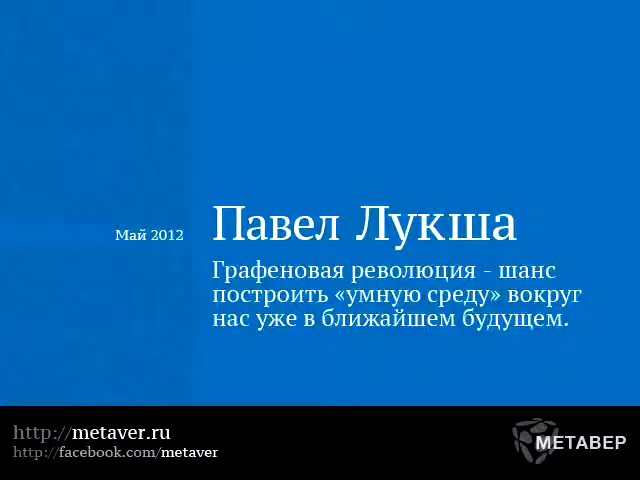 Май 2012
Павел Лукша
Графеновая революция - шанс
построить «умную среду» вокруг
нас уже в ближайшем будущем.
http://metaver.ru
http://facebook.com/metaver
МЕТАВЕР